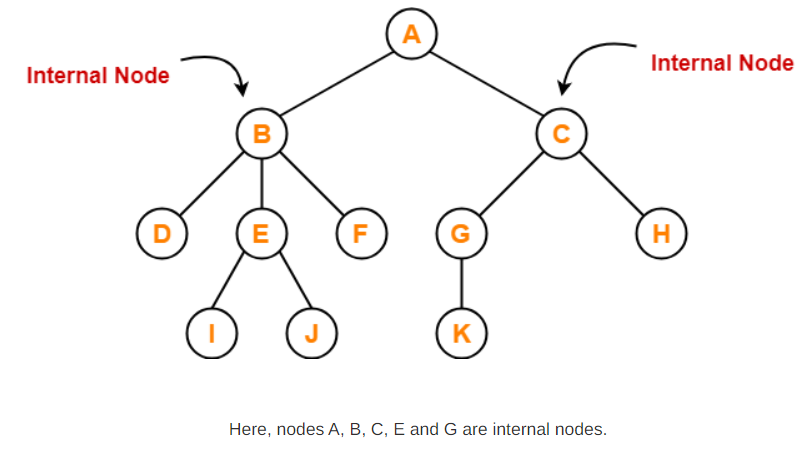 A
Internal Node
Internal Node
B
C
D
E
F
G
H
I
J
K
Here, nodes A, B, C, E and G are internal nodes.